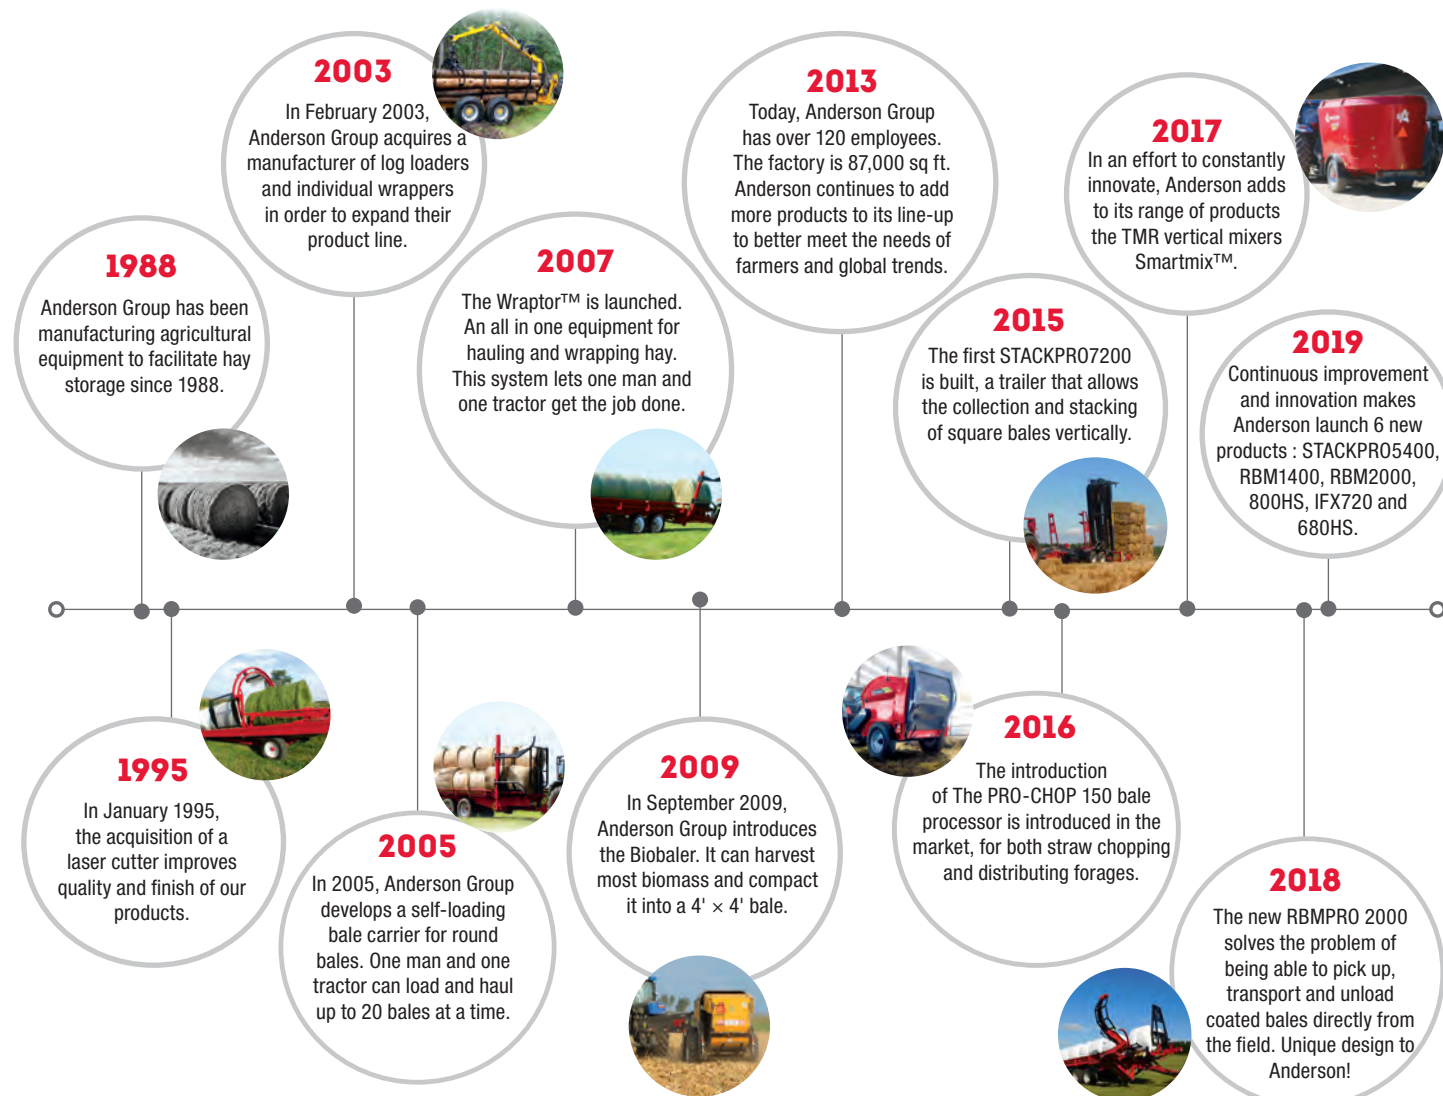 2003
In February 2003,
Anderson Group acquires a
manufacturer of log loaders
and individual wrappers
in order to expand their
product line.
2013
Today, Anderson Group
has over 120 employees.
The factory is 87,000 sq ft.
Anderson continues to add
more products to its line-up
to better meet the needs of
farmers and global trends.
2017
In an effort to constantly
innovate, Anderson adds
to its range of products
the TMR vertical mixers
Smartmix™.
1988
Anderson Group has been
manufacturing agricultural
equipment to facilitate hay
storage since 1988.
2007
The Wraptor™ is launched.
An all in one equipment for
hauling and wrapping hay.
This system lets one man and
one tractor get the job done.
2015
The first STACKPRO7200
is built, a trailer that allows
the collection and stacking
of square bales vertically.
2019
Continuous improvement
and innovation makes
Anderson launch 6 new
products : STACKPRO5400,
RBM1400, RBM2000,
800HS, IFX720 and
680HS.
1995
In January 1995,
the acquisition of a
laser cutter improves
quality and finish of our
products.
2005
In 2005, Anderson Group
develops a self-loading
bale carrier for round
bales. One man and one
tractor can load and haul
up to 20 bales at a time.
2009
In September 2009,
Anderson Group introduces
the Biobaler. It can harvest
most biomass and compact
it into a 4' × 4' bale.
2016
The introduction
of The PRO-CHOP 150 bale
processor is introduced in the
market, for both straw chopping
and distributing forages.
2018
The new RBMPRO 2000
solves the problem of
being able to pick up,
transport and unload
coated bales directly from
the field. Unique design to
Anderson!